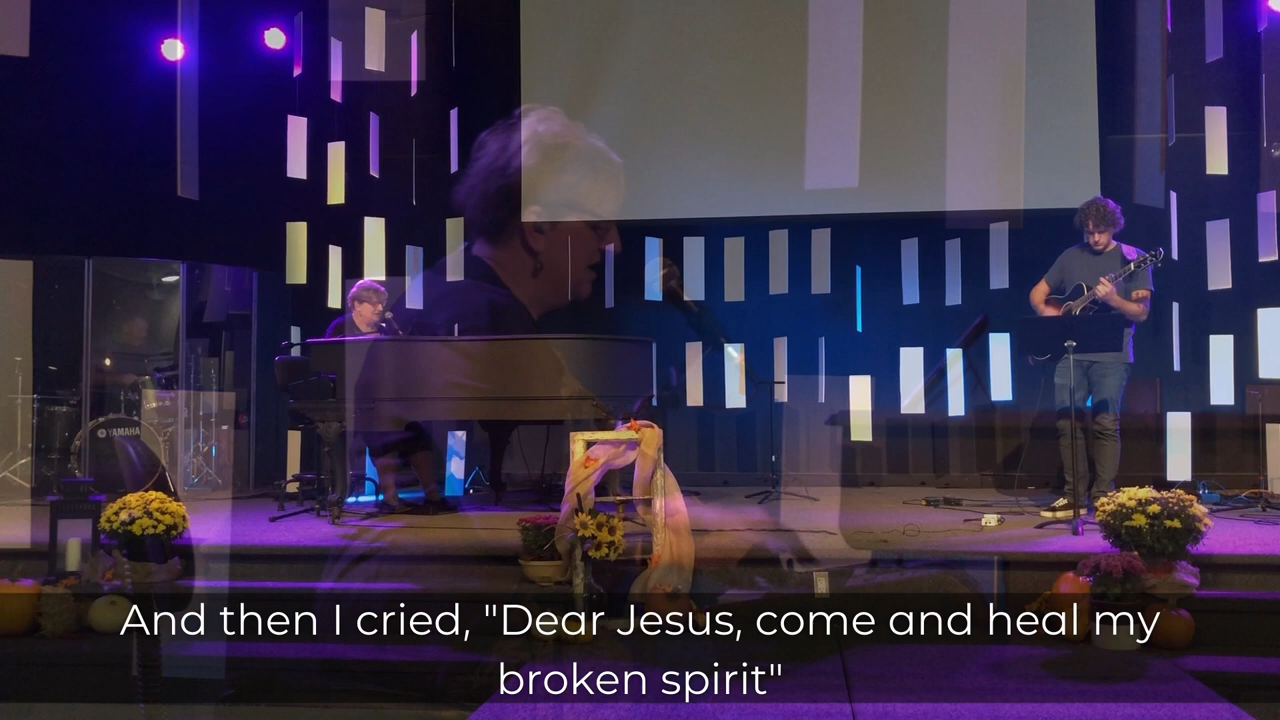 YAMAHA
And then I cried, "Dear Jesus, come and heal my
broken spirit"